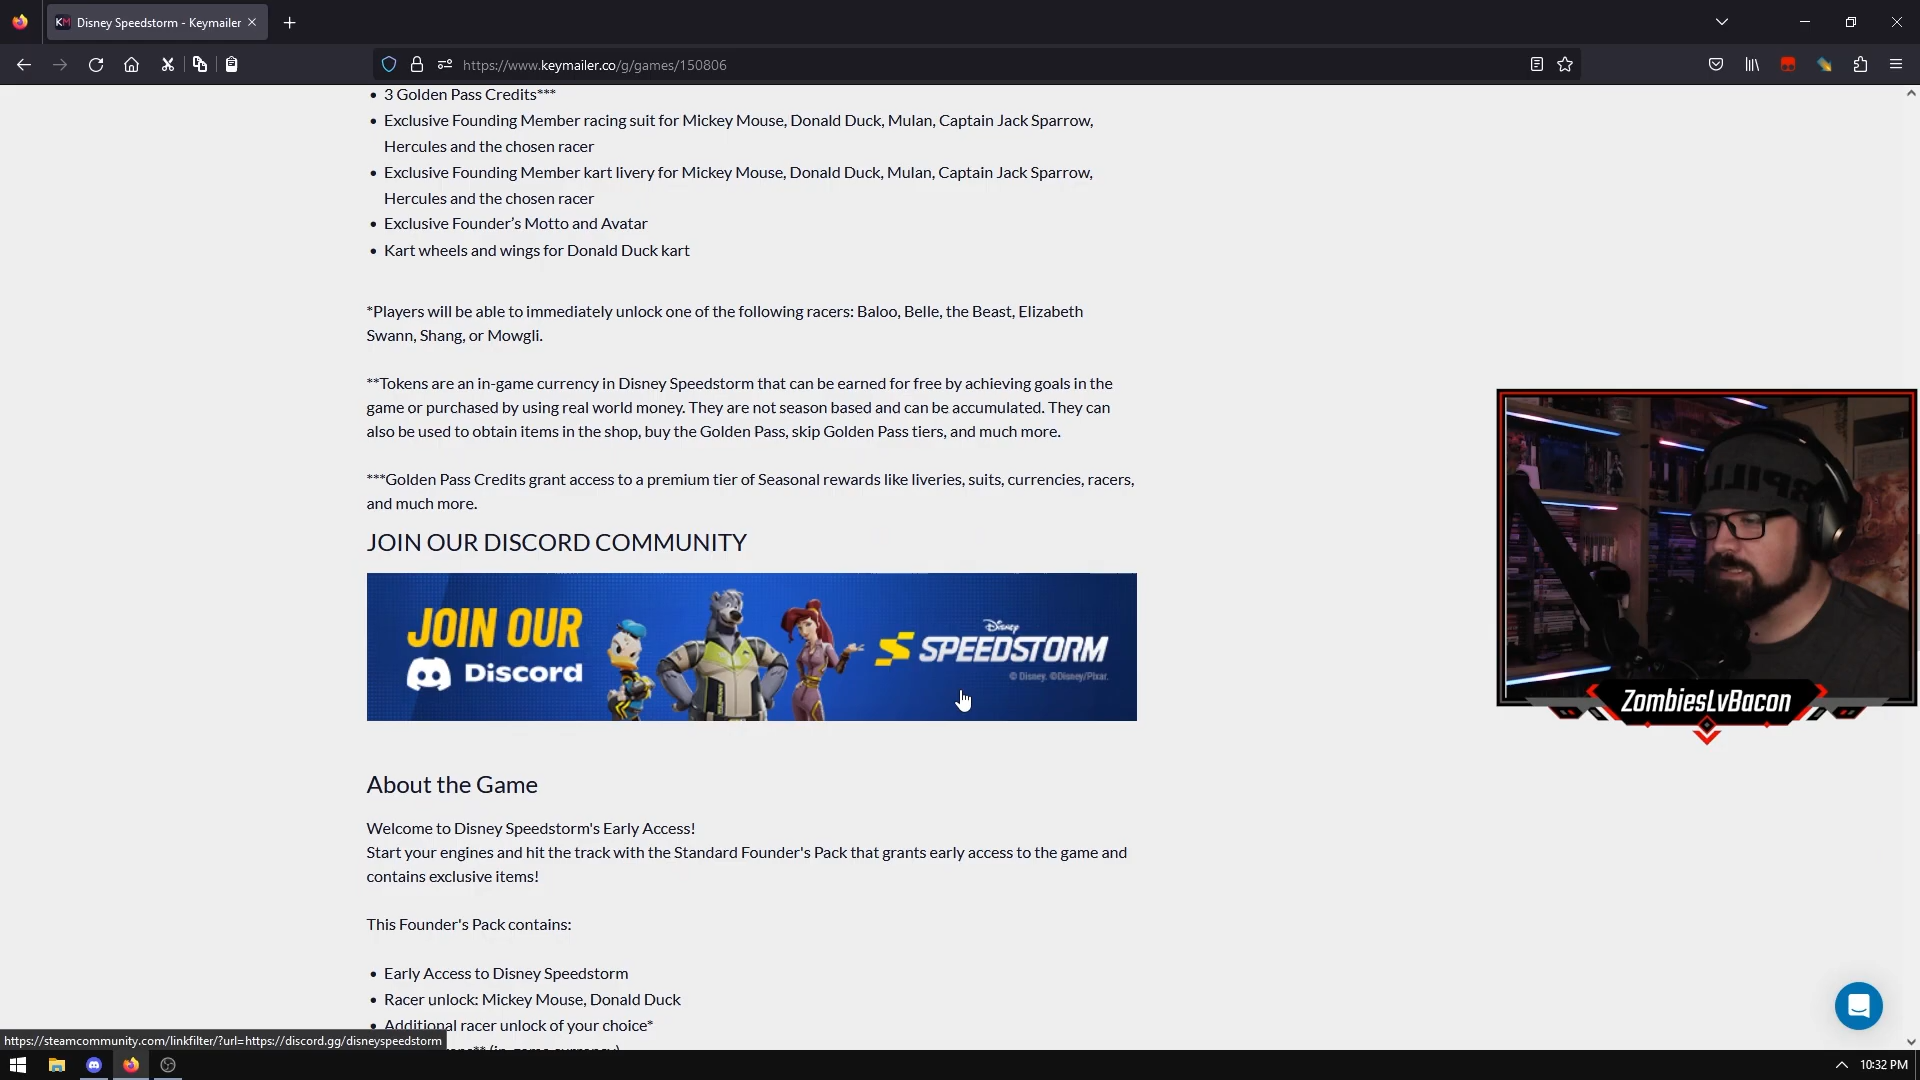 Disney Speedstorm - Keymailer
https://www.keymailer.co/g/games/150806
• 3 Golden Pass Credits***
• Exclusive Founding Member racing suit for Mickey Mouse, Donald Duck, Mulan, Captain Jack Sparrow,
Hercules and the chosen racer
• Exclusive Founding Member kart livery for Mickey Mouse, Donald Duck, Mulan, Captain Jack Sparrow,
Hercules and the chosen racer
• Exclusive Founder’s Motto and Avatar
• Kart wheels and wings for Donald Duck kart
*Players will be able to immediately unlock one of the following racers: Baloo, Belle, the Beast, Elizabeth
Swann, Shang, or Mowgli.
**Tokens are an in-game currency in Disney Speedstorm that can be earned for free by achieving goals in the
game or purchased by using real world money. They are not season based and can be accumulated. They can
also be used to obtain items in the shop, buy the Golden Pass, skip Golden Pass tiers, and much more.
***Golden Pass Credits grant access to a premium tier of Seasonal rewards like liveries, suits, currencies, racers,
and much more.
JOIN OUR DISCORD COMMUNITY
JOIN OUR
Discord
Disney
SPEEDSTORM
© Disney. ©Disney/Pixar.
ZombiesLvBacon
About the Game
Welcome to Disney Speedstorm's Early Access!
Start your engines and hit the track with the Standard Founder's Pack that grants early access to the game and
contains exclusive items!
This Founder's Pack contains:
• Early Access to Disney Speedstorm
• Racer unlock: Mickey Mouse, Donald Duck
• Additional racer unlock of your choice*
(in-game currency)
https://steamcommunity.com/linkfilter/?url=https://discord.gg/disneyspeedstorm
10:32 PM